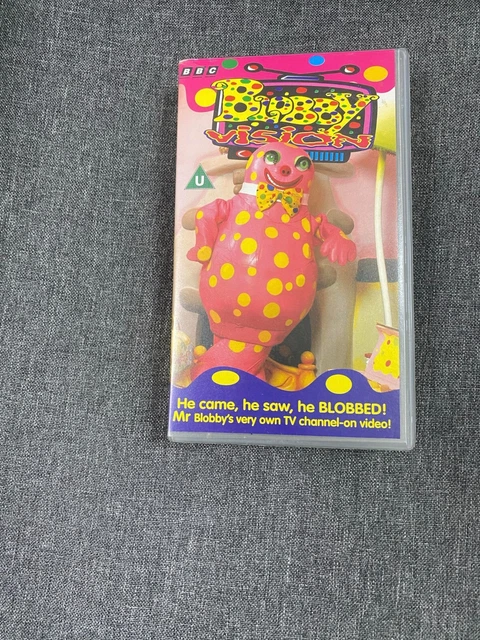 BBC
BLOBBY
VISION
U
He came, he saw, he BLOBBED!
Mr Blobby's very own TV channel-on video!